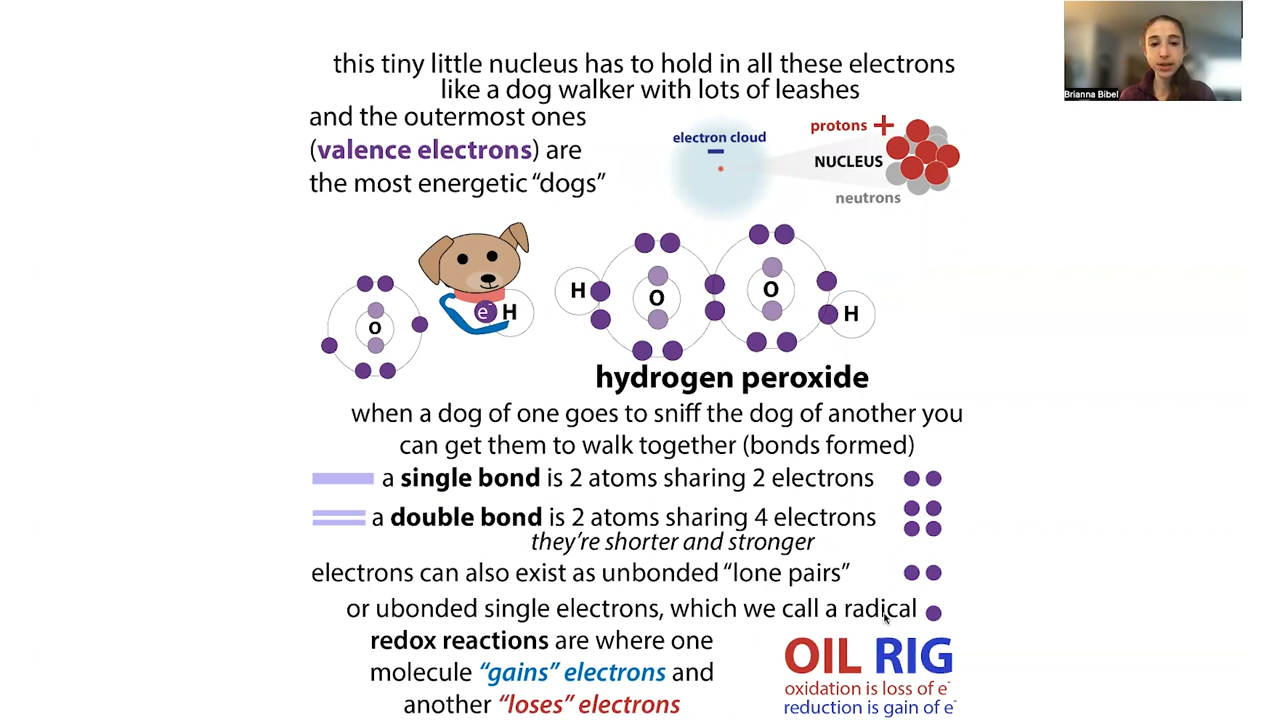 this tiny little nucleus has to hold in all these electrons
like a dog walker with lots of leashes
and the outermost ones
(valence electrons) are
the most energetic “dogs”
electron cloud
protons +
NUCLEUS
neutrons
O
e⁻ H
H O O H
hydrogen peroxide
when a dog of one goes to sniff the dog of another you
can get them to walk together (bonds formed)
a single bond is 2 atoms sharing 2 electrons
a double bond is 2 atoms sharing 4 electrons
they’re shorter and stronger
electrons can also exist as unbonded “lone pairs”
or ubonded single electrons, which we call a radical
redox reactions are where one
molecule “gains” electrons and
another “loses” electrons
OIL RIG
oxidation is loss of e⁻
reduction is gain of e⁻
Brianna Bibel